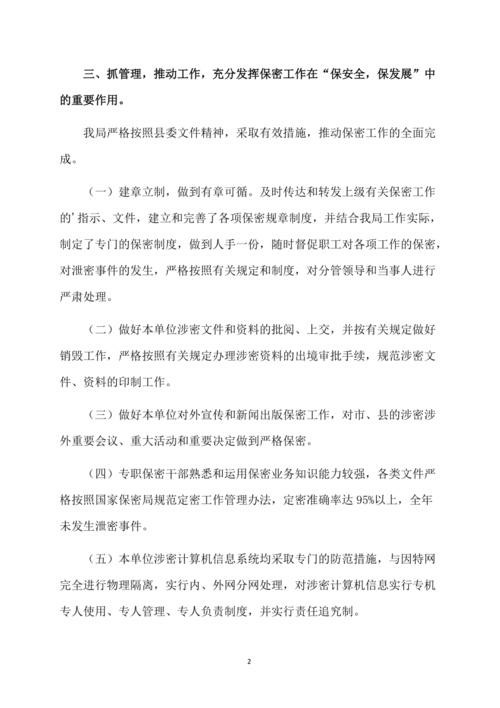 三、抓管理，推动工作，充分发挥保密工作在“保安全，保发展”中
的重要作用。
我局严格按照县委文件精神，采取有效措施，推动保密工作的全面完
成。
（一）建章立制，做到有章可循。及时传达和转发上级有关保密工作
的'指示、文件，建立和完善了各项保密规章制度，并结合我局工作实际，
制定了专门的保密制度，做到人手一份，随时督促职工对各项工作的保密，
对泄密事件的发生，严格按照有关规定和制度，对分管领导和当事人进行
严肃处理。
（二）做好本单位涉密文件和资料的批阅、上交，并按有关规定做好
销毁工作，严格按照有关规定办理涉密资料的出境审批手续，规范涉密文
件、资料的印制工作。
（三）做好本单位对外宣传和新闻出版保密工作，对市、县的涉密涉
外重要会议、重大活动和重要决定做到严格保密。
（四）专职保密干部熟悉和运用保密业务知识能力较强，各类文件严
格按照国家保密局规范定密工作管理办法，定密准确率达 95%以上，全年
未发生泄密事件。
（五）本单位涉密计算机信息系统均采取专门的防范措施，与因特网
完全进行物理隔离，实行内、外网分网处理，对涉密计算机信息实行专机
专人使用、专人管理、专人负责制度，并实行责任追究制。
2